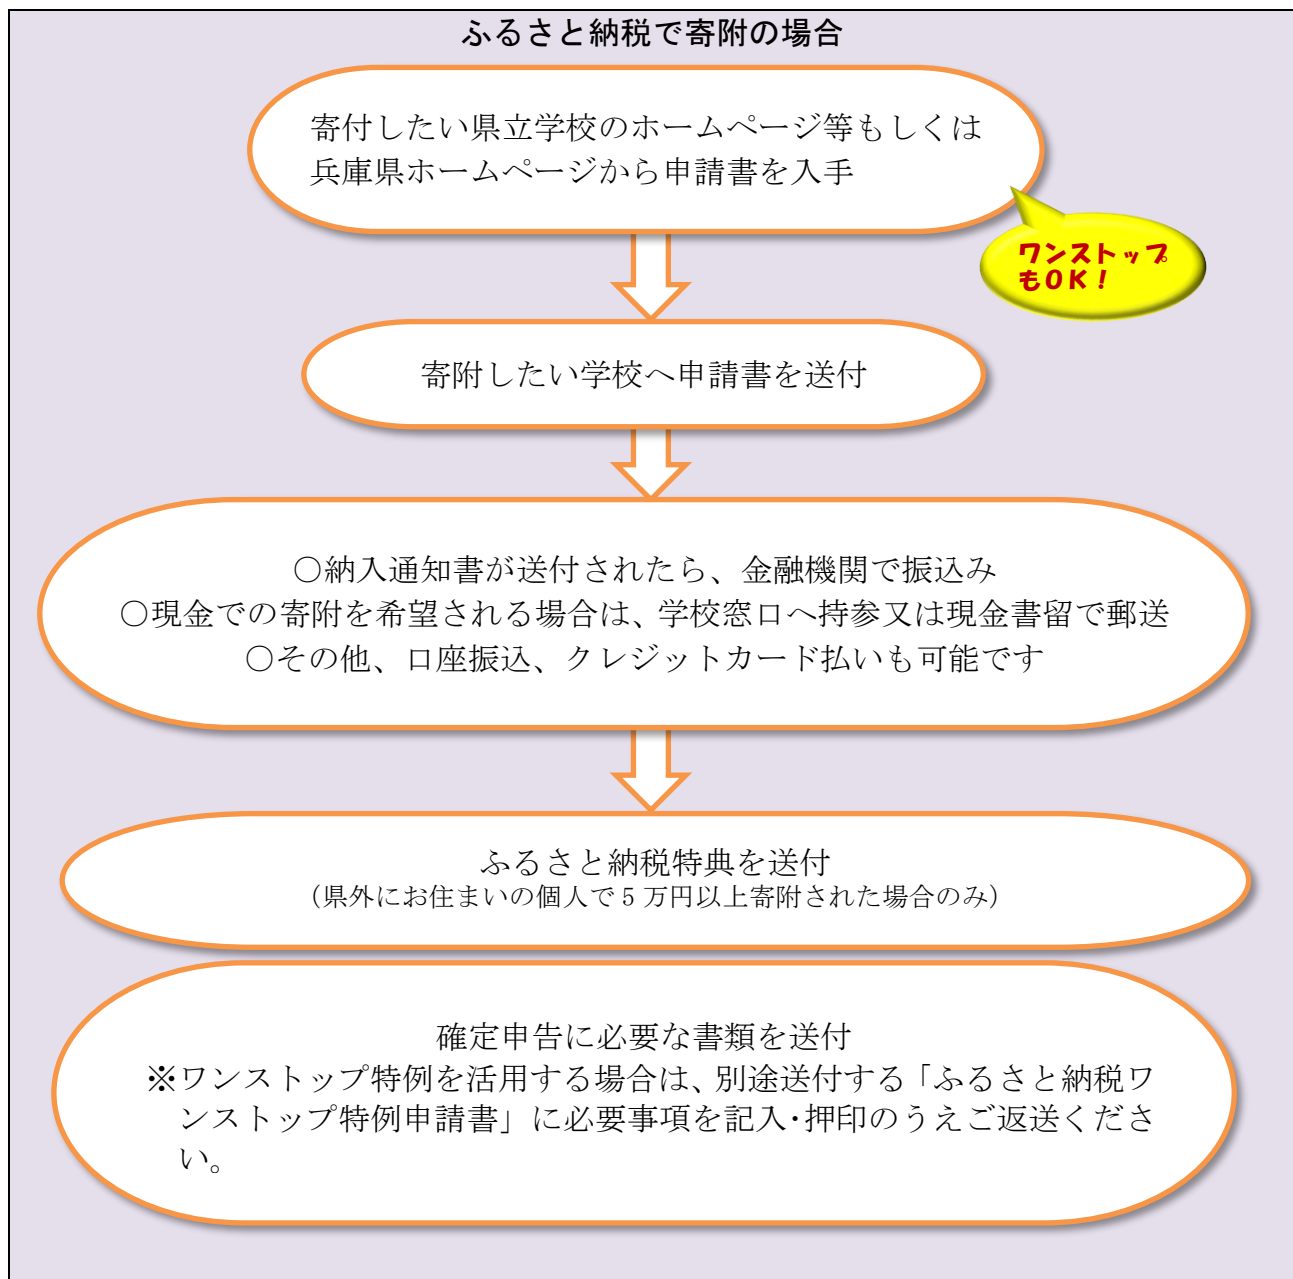 ふるさと納税で寄附の場合
寄付したい県立学校のホームページ等もしくは
兵庫県ホームページから申請書を入手
ワンストップ
もOK！
寄附したい学校へ申請書を送付
○納入通知書が送付されたら、金融機関で振込み
○現金での寄附を希望される場合は、学校窓口へ持参又は現金書留で郵送
○その他、口座振込、クレジットカード払いも可能です
ふるさと納税特典を送付
（県外にお住まいの個人で5万円以上寄附された場合のみ）
確定申告に必要な書類を送付
※ワンストップ特例を活用する場合は、別途送付する「ふるさと納税ワ
ンストップ特例申請書」に必要事項を記入・押印のうえご返送くださ
い。